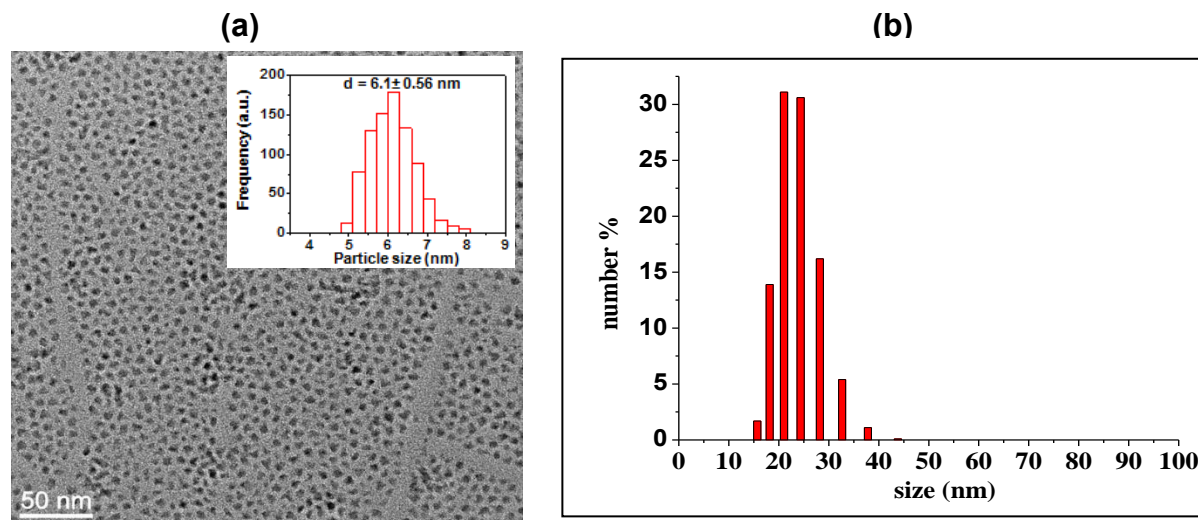 (a)
(b)
200
150
100
50
0
Frequency (a.u.)
d = 6.1± 0.56 nm
4 5 6 7 8 9
Particle size (nm)
50 nm
30
25
20
15
10
5
0
number %
0 10 20 30 40 50 60 70 80 90 100
size (nm)